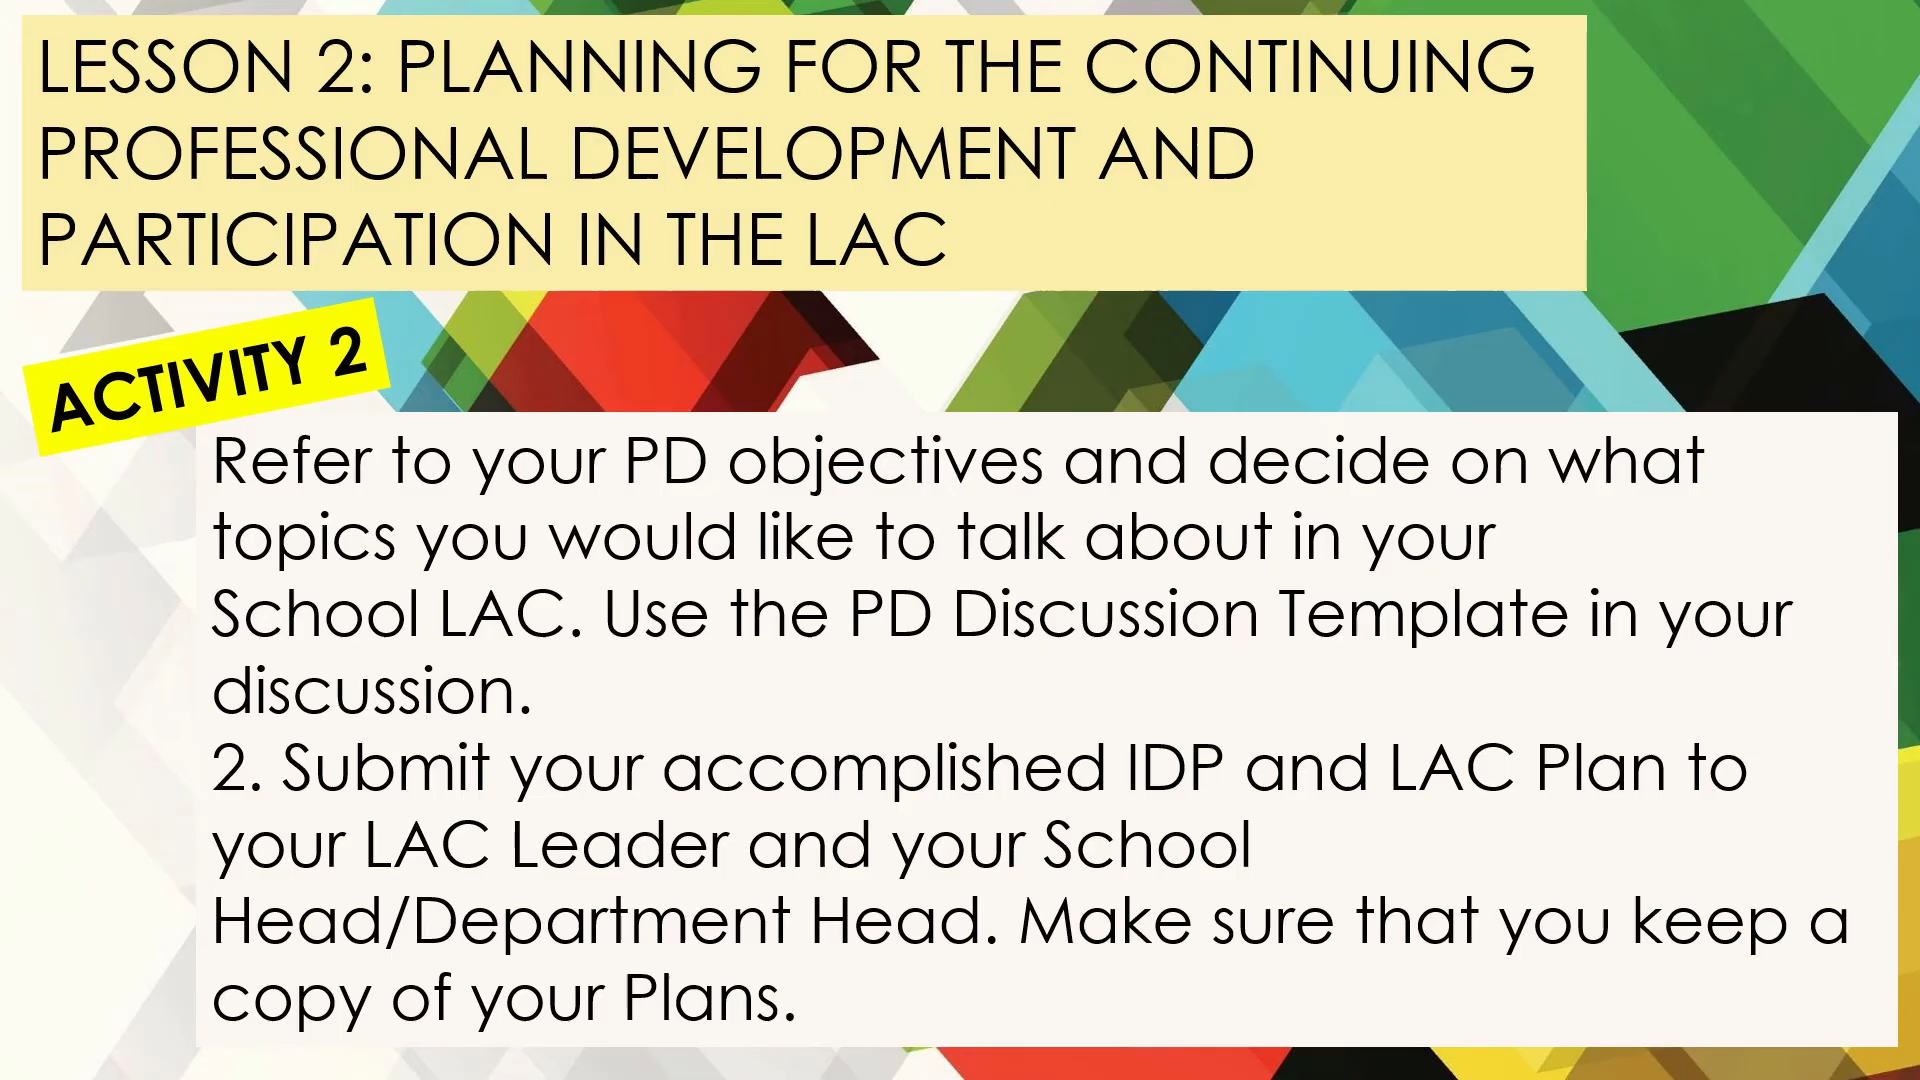 LESSON 2: PLANNING FOR THE CONTINUING
PROFESSIONAL DEVELOPMENT AND
PARTICIPATION IN THE LAC
ACTIVITY 2
Refer to your PD objectives and decide on what
topics you would like to talk about in your
School LAC. Use the PD Discussion Template in your
discussion.
2. Submit your accomplished IDP and LAC Plan to
your LAC Leader and your School
Head/Department Head. Make sure that you keep a
copy of your Plans.